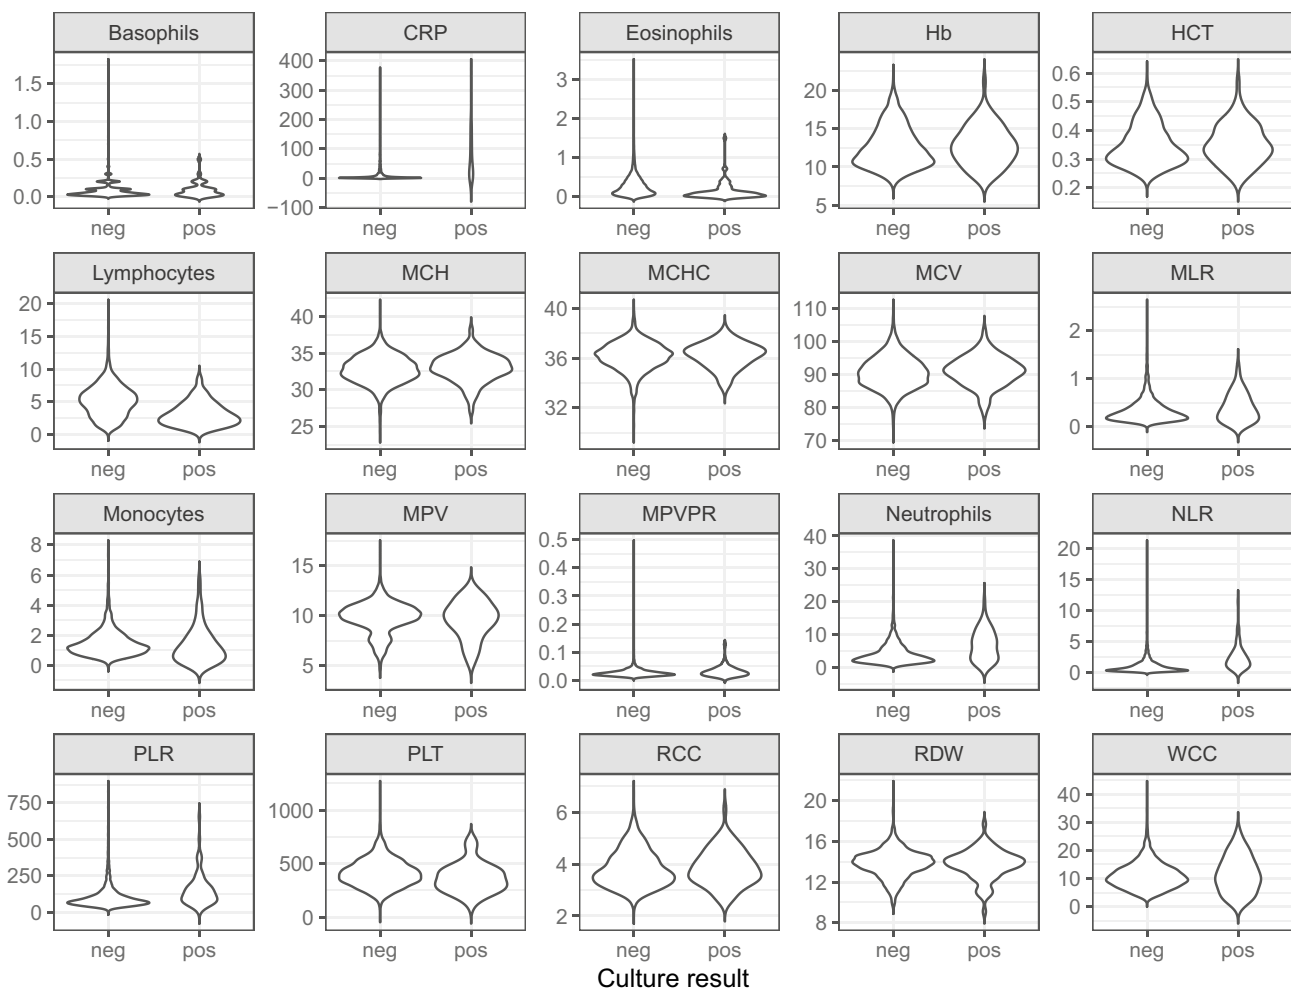 Basophils CRP Eosinophils Hb HCT
1.5 1.0 0.5 0.0
400 300 200 100 0 −100
3 2 1 0
20 15 10 5
0.6 0.5 0.4 0.3 0.2
neg pos neg pos neg pos neg pos neg pos
Lymphocytes MCH MCHC MCV MLR
20 15 10 5 0
40 35 30 25
40 36 32
110 100 90 80 70
2 1 0
neg pos neg pos neg pos neg pos neg pos
Monocytes MPV MPVPR Neutrophils NLR
8 6 4 2 0
15 10 5
0.5 0.4 0.3 0.2 0.1 0.0
40 30 20 10 0
20 15 10 5 0
neg pos neg pos neg pos neg pos neg pos
PLR PLT RCC RDW WCC
750 500 250 0
1000 500 0
6 4 2
20 16 12 8
40 30 20 10 0
neg pos neg pos neg pos neg pos neg pos
Culture result